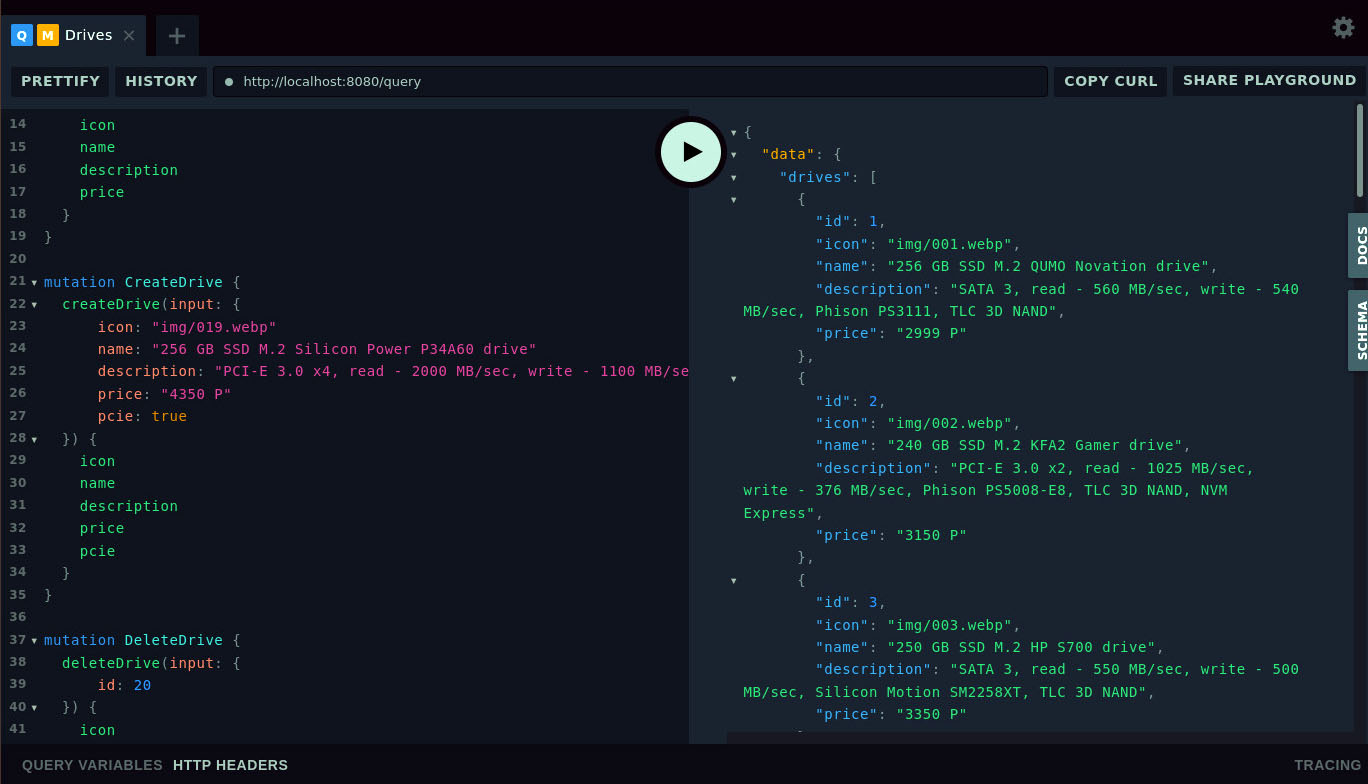 Q M Drives × +
PRETTIFY HISTORY http://localhost:8080/query COPY CURL SHARE PLAYGROUND
14 icon
15 name
16 description
17 price
18 }
19 }
20
21 mutation CreateDrive {
22 createDrive(input: {
23 icon: "img/019.webp"
24 name: "256 GB SSD M.2 Silicon Power P34A60 drive"
25 description: "PCI-E 3.0 x4, read - 2000 MB/sec, write - 1100 MB/se
26 price: "4350 P"
27 pcie: true
28 }) {
29 icon
30 name
31 description
32 price
33 pcie
34 }
35 }
36
37 mutation DeleteDrive {
38 deleteDrive(input: {
39 id: 20
40 }) {
41 icon
{
"data": {
"drives": [
{
"id": 1,
"icon": "img/001.webp",
"name": "256 GB SSD M.2 QUMO Novation drive",
"description": "SATA 3, read - 560 MB/sec, write - 540
MB/sec, Phison PS3111, TLC 3D NAND",
"price": "2999 P"
},
{
"id": 2,
"icon": "img/002.webp",
"name": "240 GB SSD M.2 KFA2 Gamer drive",
"description": "PCI-E 3.0 x2, read - 1025 MB/sec,
write - 376 MB/sec, Phison PS5008-E8, TLC 3D NAND, NVM
Express",
"price": "3150 P"
},
{
"id": 3,
"icon": "img/003.webp",
"name": "250 GB SSD M.2 HP S700 drive",
"description": "SATA 3, read - 550 MB/sec, write - 500
MB/sec, Silicon Motion SM2258XT, TLC 3D NAND",
"price": "3350 P"
DOCS
SCHEMA
QUERY VARIABLES HTTP HEADERS TRACING